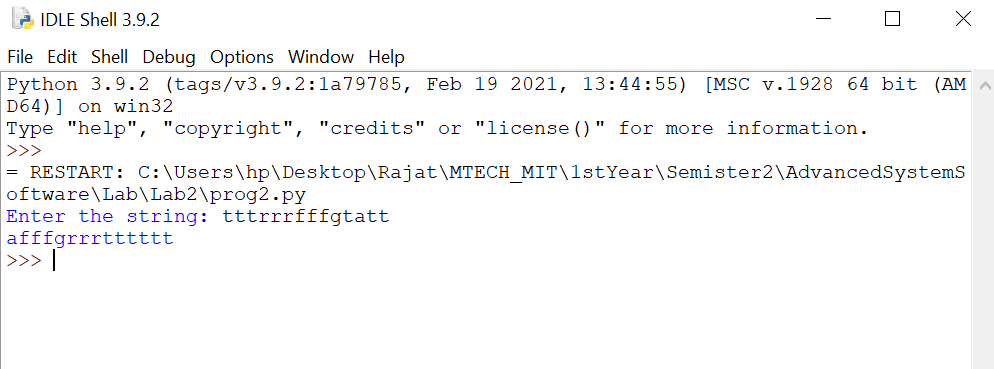 IDLE Shell 3.9.2
File Edit Shell Debug Options Window Help
Python 3.9.2 (tags/v3.9.2:1a79785, Feb 19 2021, 13:44:55) [MSC v.1928 64 bit (AM
D64)] on win32
Type "help", "copyright", "credits" or "license()" for more information.
>>>
= RESTART: C:\Users\hp\Desktop\Rajat\MTECH_MIT\1stYear\Semister2\AdvancedSystemS
oftware\Lab\Lab2\prog2.py
Enter the string: tttrrrfffgtatt
afffgrrrtttttt
>>>